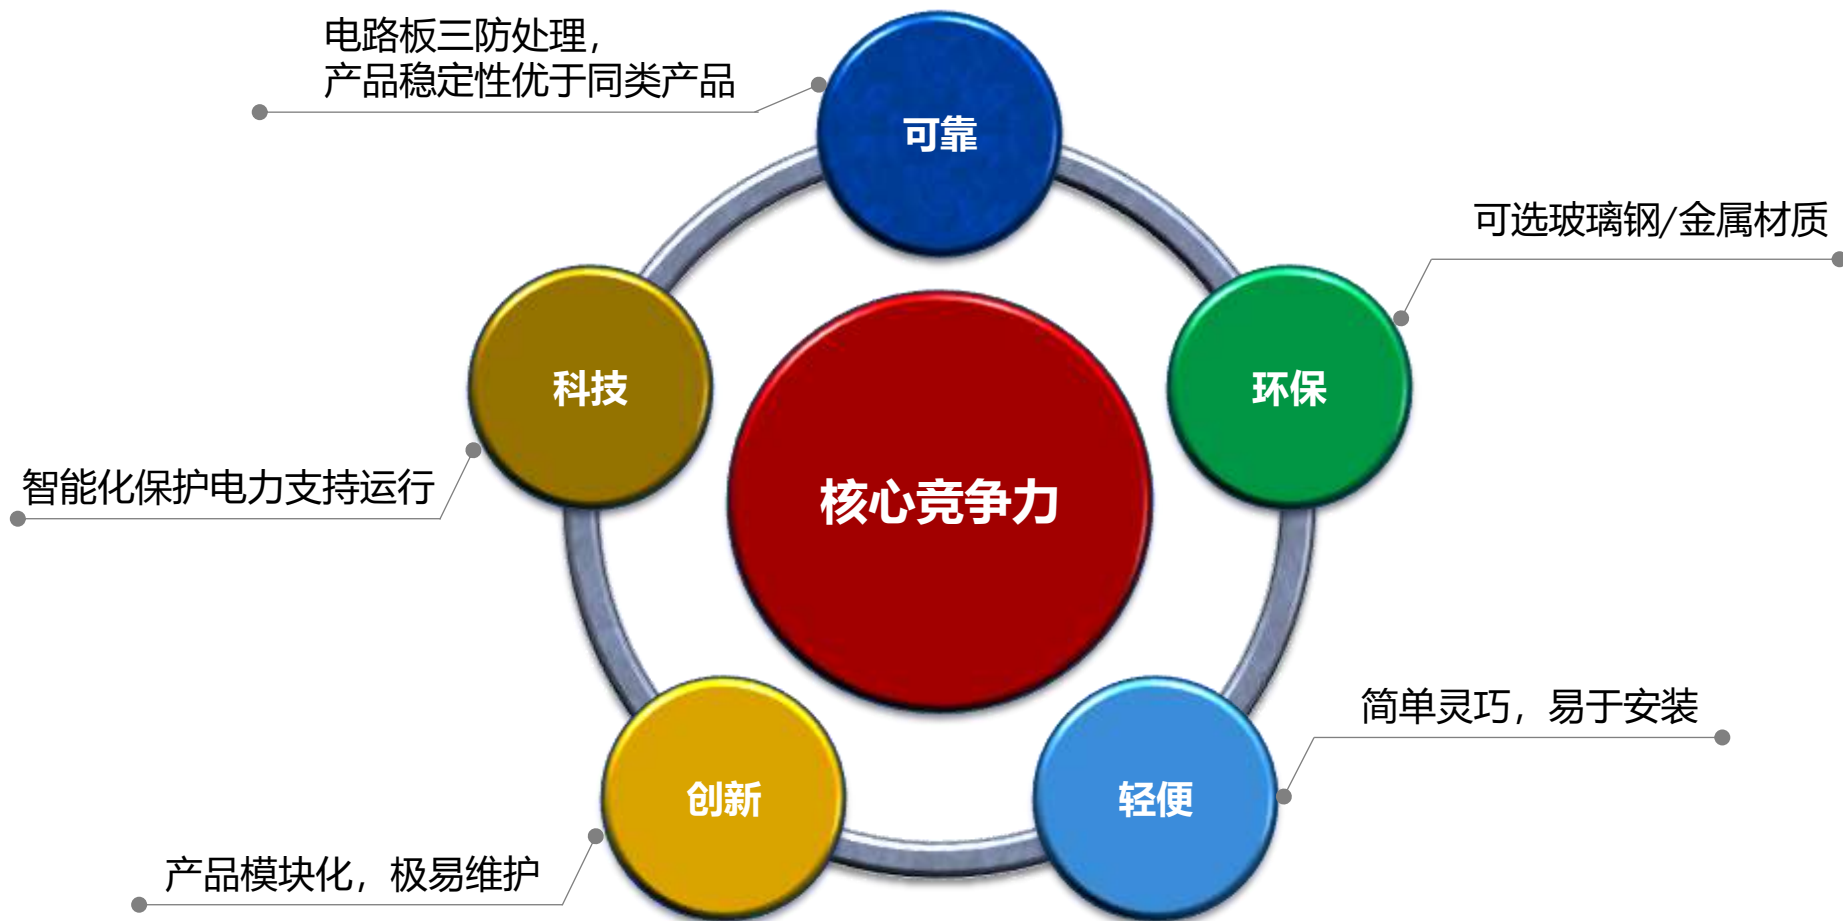 电路板三防处理，
产品稳定性优于同类产品
可靠
可选玻璃钢/金属材质
科技
环保
核心竞争力
智能化保护电力支持运行
简单灵巧，易于安装
创新
轻便
产品模块化，极易维护